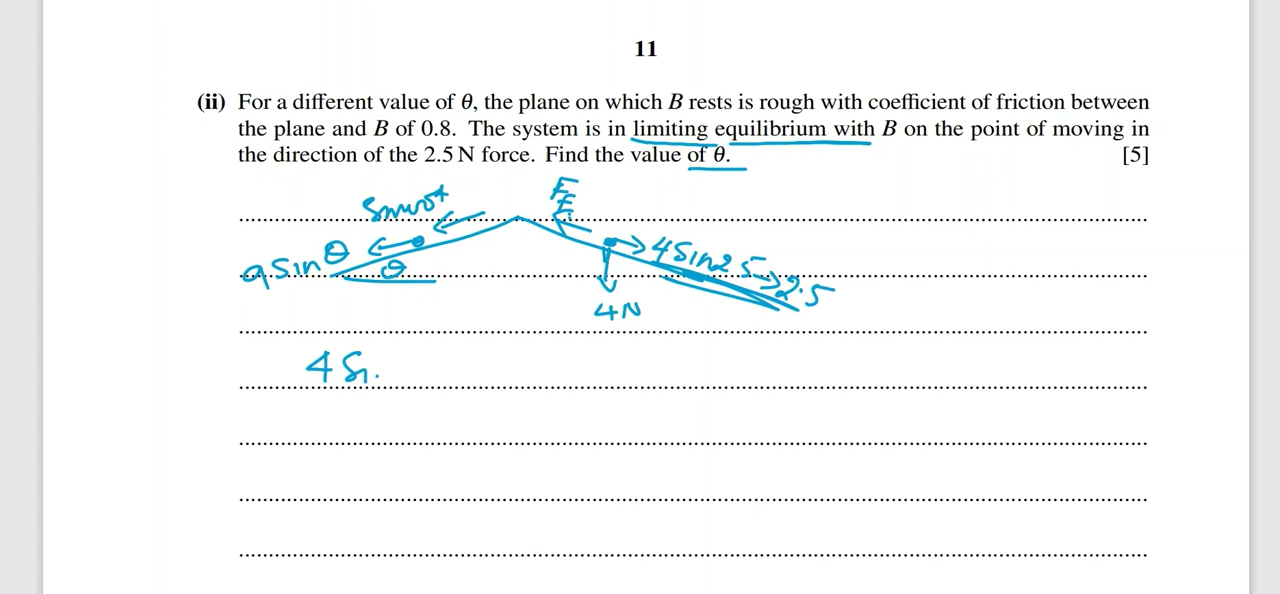 11
(ii) For a different value of θ, the plane on which B rests is rough with coefficient of friction between
the plane and B of 0.8. The system is in limiting equilibrium with B on the point of moving in
the direction of the 2.5 N force. Find the value of θ. [5]
9 sin θ
θ
4 Sin 25
2.5
4N